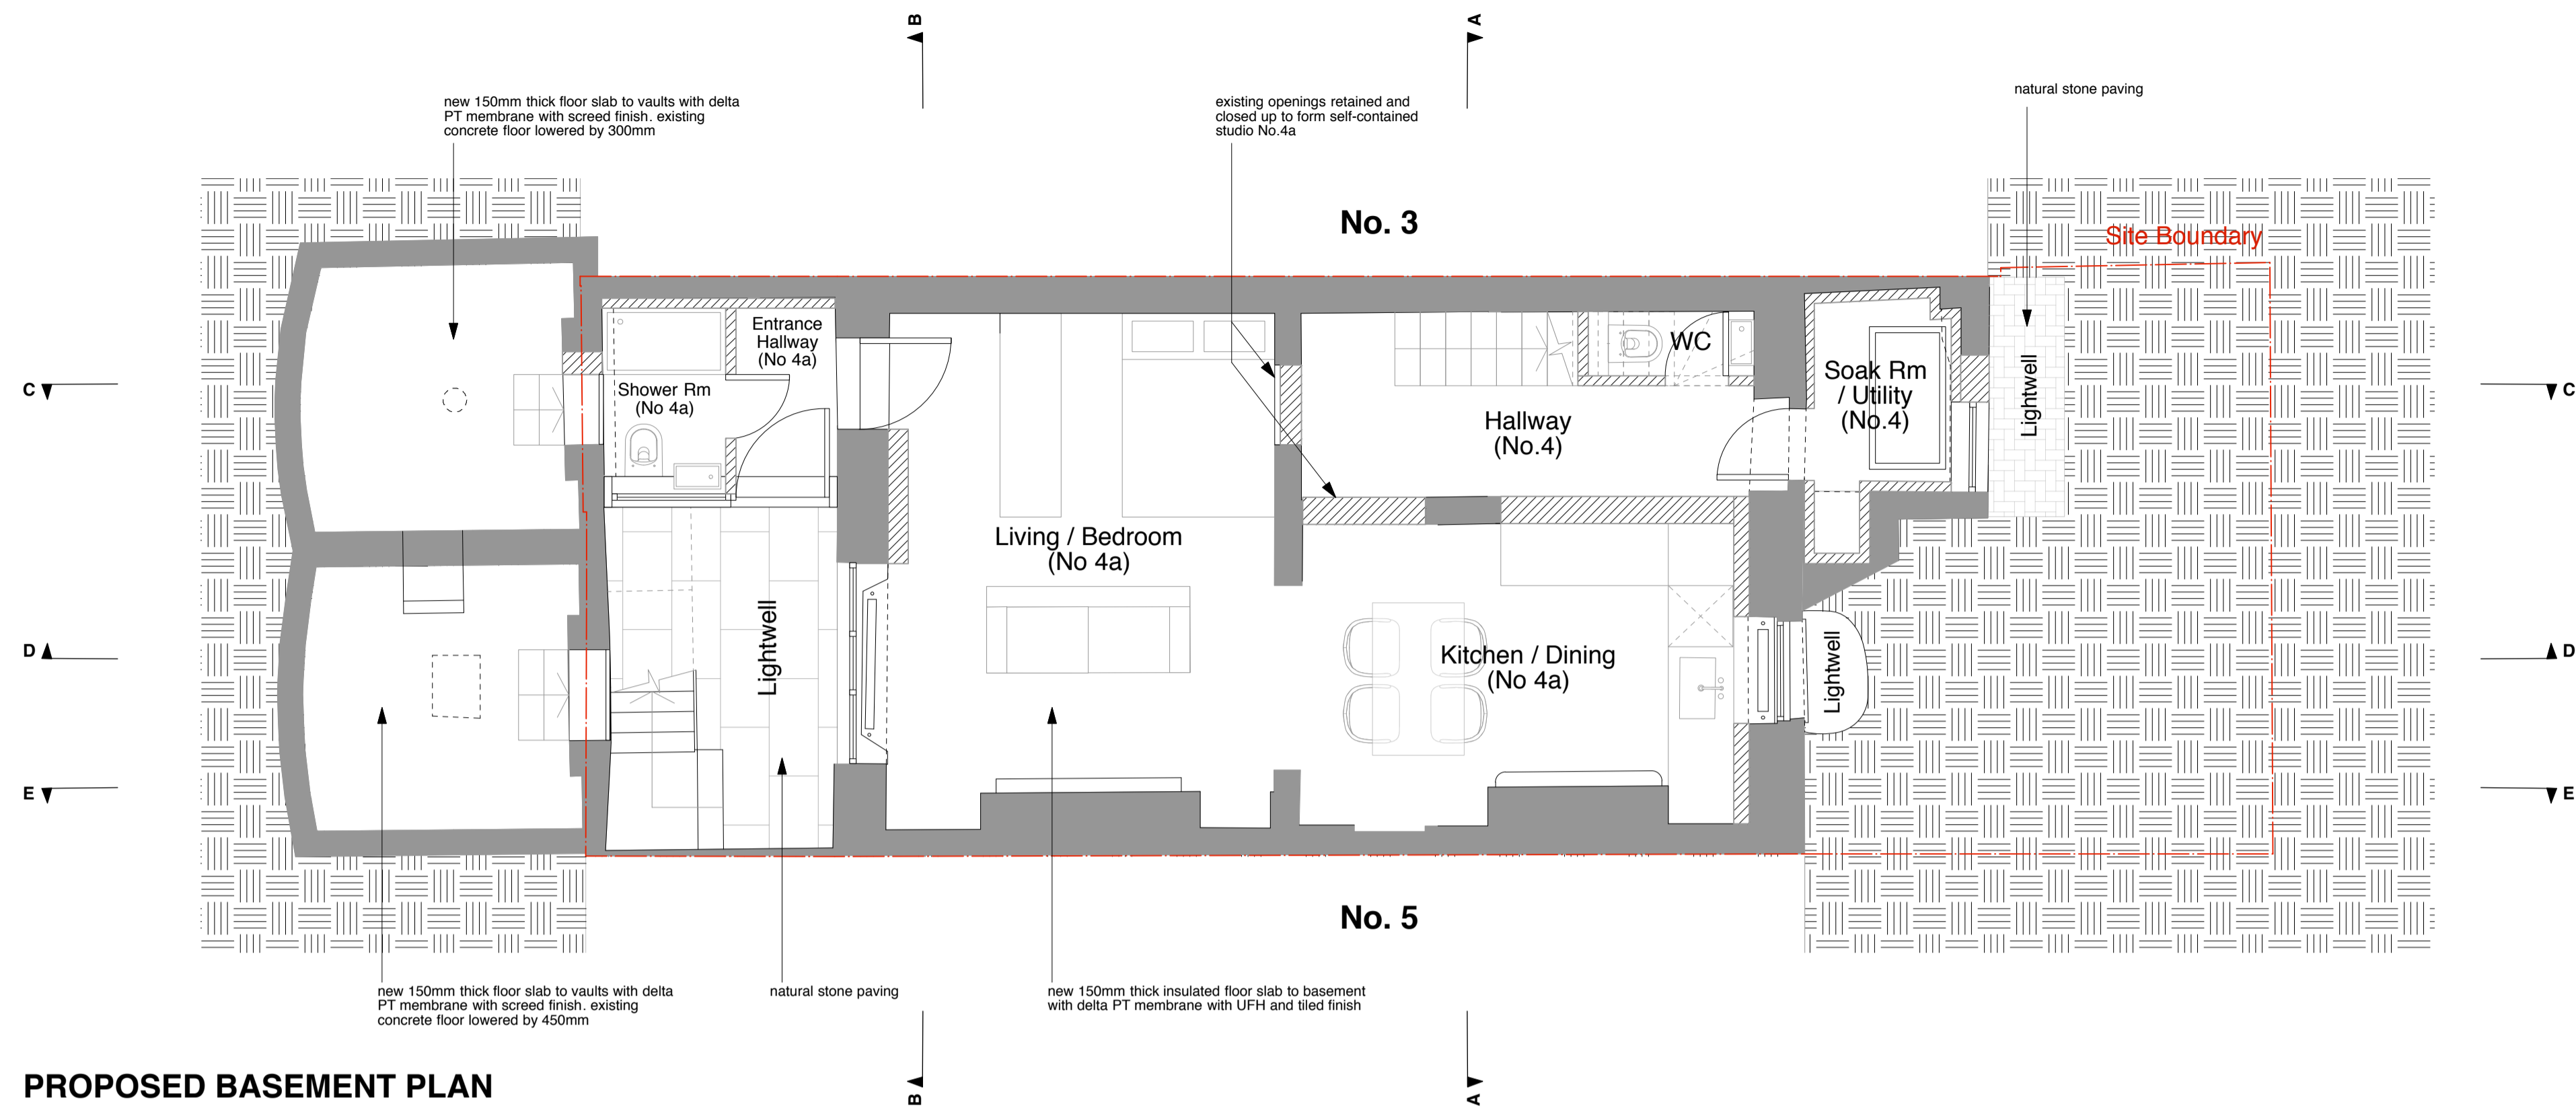 B
A
new 150mm thick floor slab to vaults with delta
PT membrane with screed finish. existing
concrete floor lowered by 300mm
existing openings retained and
closed up to form self-contained
studio No.4a
natural stone paving
No. 3
Site Boundary
Entrance
Hallway
(No 4a)
WC
Shower Rm
(No 4a)
Soak Rm
/ Utility
(No.4)
Lightwell
C
C
Hallway
(No.4)
Living / Bedroom
(No 4a)
Lightwell
Kitchen / Dining
(No 4a)
Lightwell
D
D
E
E
No. 5
new 150mm thick floor slab to vaults with delta
PT membrane with screed finish. existing
concrete floor lowered by 450mm
natural stone paving
new 150mm thick insulated floor slab to basement
with delta PT membrane with UFH and tiled finish
B
A
PROPOSED BASEMENT PLAN